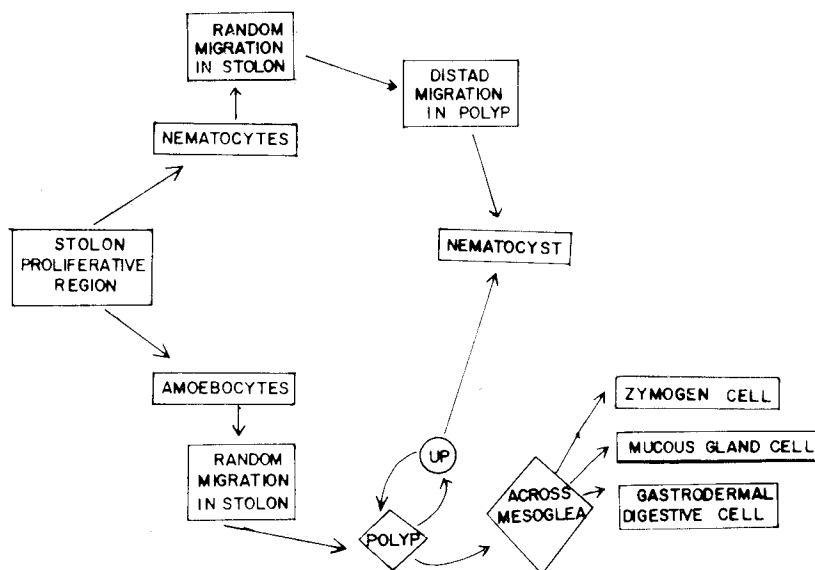 RANDOM
MIGRATION
IN STOLON
DISTAD
MIGRATION
IN POLYP
NEMATOCYTES
STOLON
PROLIFERATIVE
REGION
NEMATOCYST
AMOEBOCYTES
RANDOM
MIGRATION
IN STOLON
UP
POLYP
ACROSS
MESOGLEA
ZYMOGEN CELL
MUCOUS GLAND CELL
GASTRODERMAL
DIGESTIVE CELL